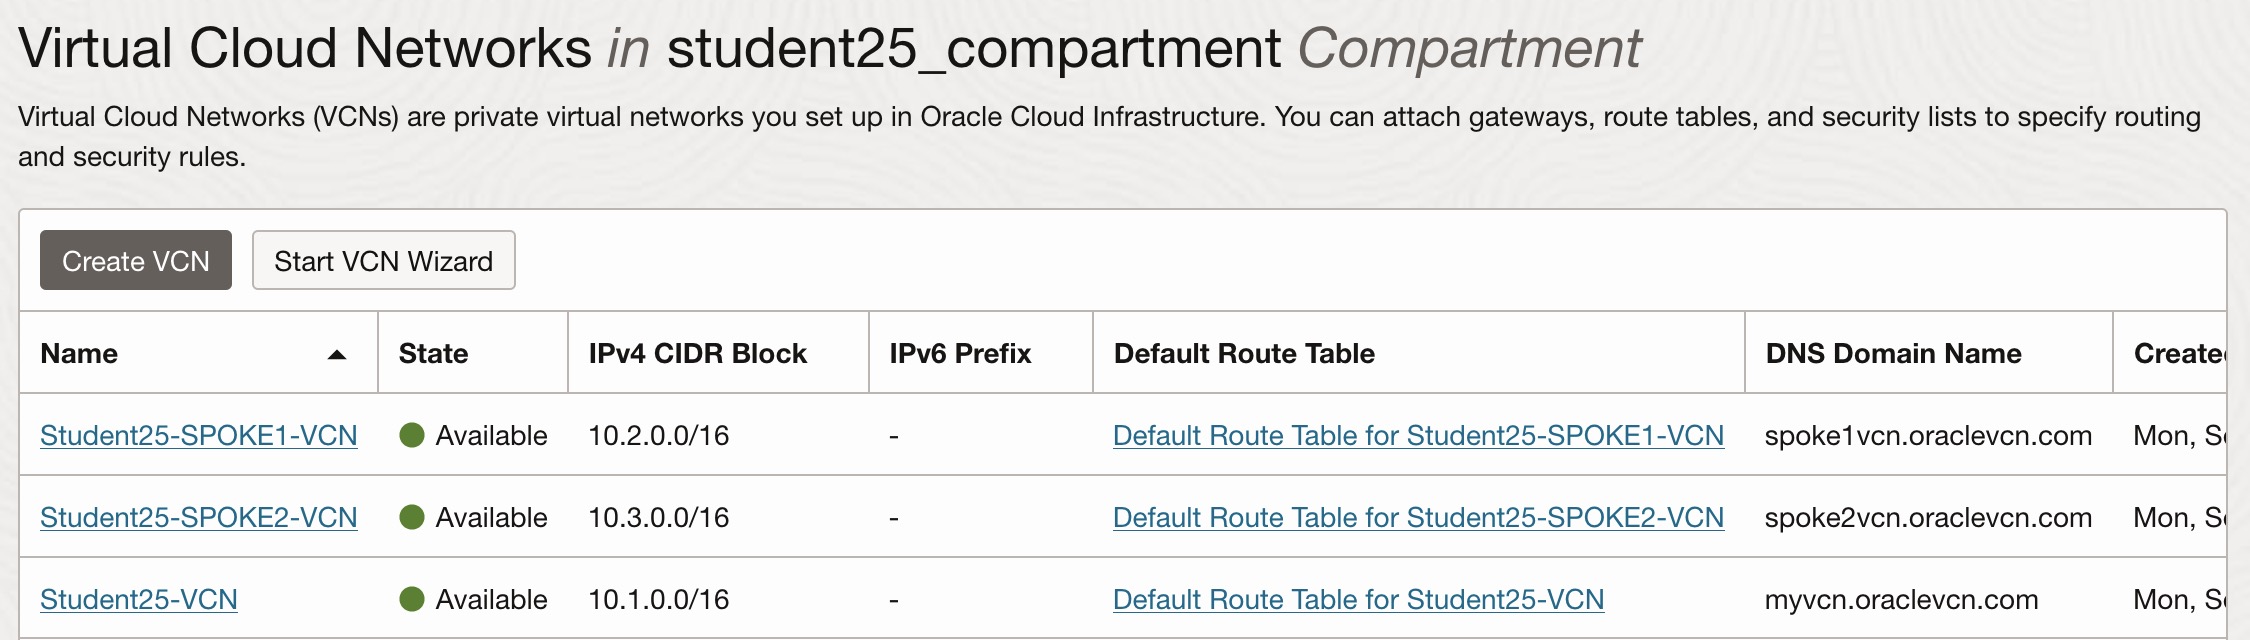 Virtual Cloud Networks in student25_compartment Compartment
Virtual Cloud Networks (VCNs) are private virtual networks you set up in Oracle Cloud Infrastructure. You can attach gateways, route tables, and security lists to specify routing
and security rules.
Create VCN Start VCN Wizard
Name State IPv4 CIDR Block IPv6 Prefix Default Route Table DNS Domain Name
Student25-SPOKE1-VCN Available 10.2.0.0/16 - Default Route Table for Student25-SPOKE1-VCN spoke1vcn.oraclevcn.com Mon,
Student25-SPOKE2-VCN Available 10.3.0.0/16 - Default Route Table for Student25-SPOKE2-VCN spoke2vcn.oraclevcn.com Mon,
Student25-VCN Available 10.1.0.0/16 - Default Route Table for Student25-VCN myvcn.oraclevcn.com Mon,